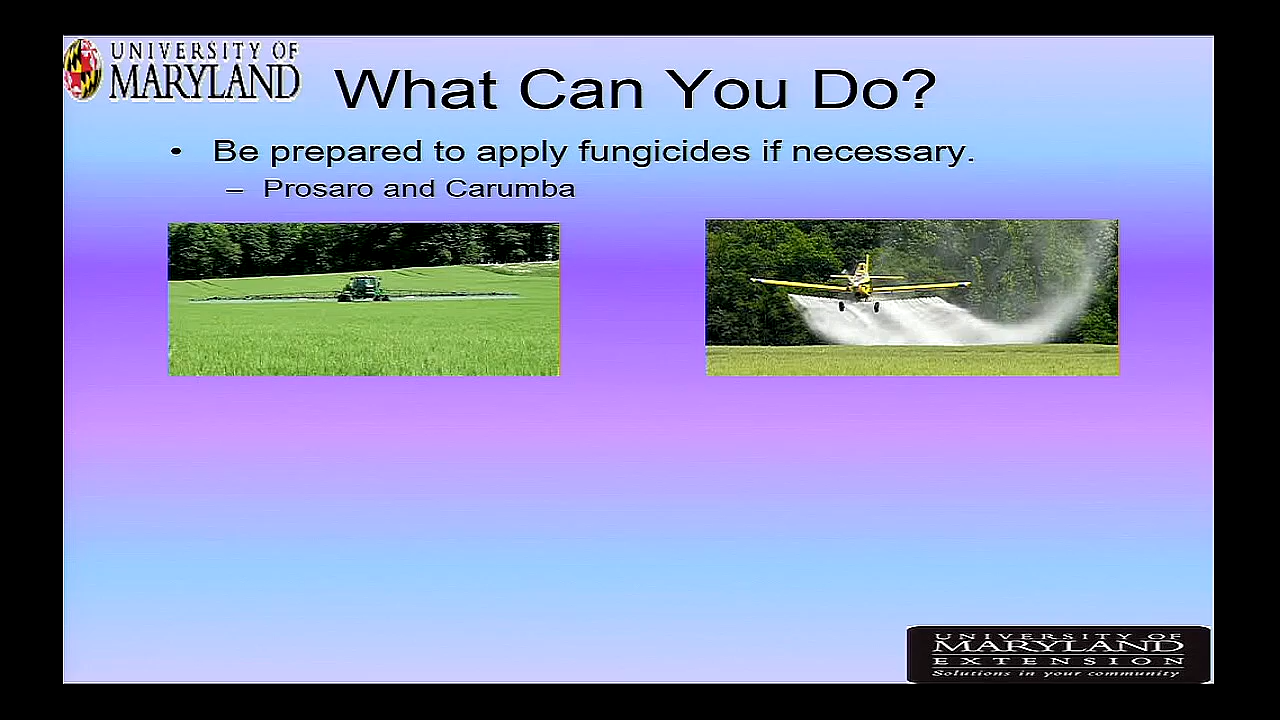 UNIVERSITY OF
MARYLAND
What Can You Do?
• Be prepared to apply fungicides if necessary.
– Prosaro and Carumba
UNIVERSITY OF
MARYLAND
EXTENSION
Solutions in your community